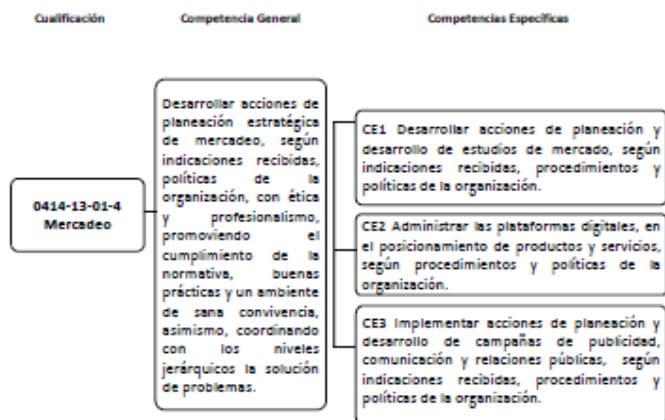 Cualificación
Competencia General
Competencias Específicas
0414-13-01-4
Mercadeo
Desarrollar acciones de
planeación estratégica
de mercadeo, según
indicaciones recibidas,
políticas de la
organización, con ética
y profesionalismo,
promoviendo el
cumplimiento de la
normativa, buenas
prácticas y un ambiente
de sana convivencia,
asimismo, coordinando
con los niveles
jerárquicos la solución
de problemas.
CE1 Desarrollar acciones de planeación y
desarrollo de estudios de mercado, según
indicaciones recibidas, procedimientos y
políticas de la organización.
CE2 Administrar las plataformas digitales, en
el posicionamiento de productos y servicios,
según procedimientos y políticas de la
organización.
CE3 Implementar acciones de planeación y
desarrollo de campañas de publicidad,
comunicación y relaciones públicas, según
indicaciones recibidas, procedimientos y
políticas de la organización.